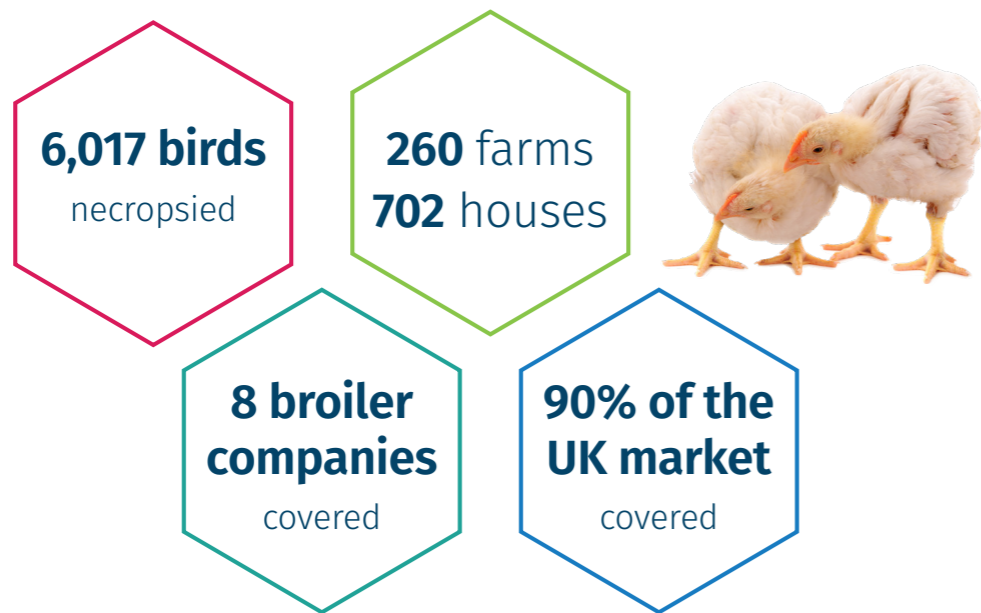 6,017 birds
necropsied
260 farms
702 houses
8 broiler
companies
covered
90% of the
UK market
covered